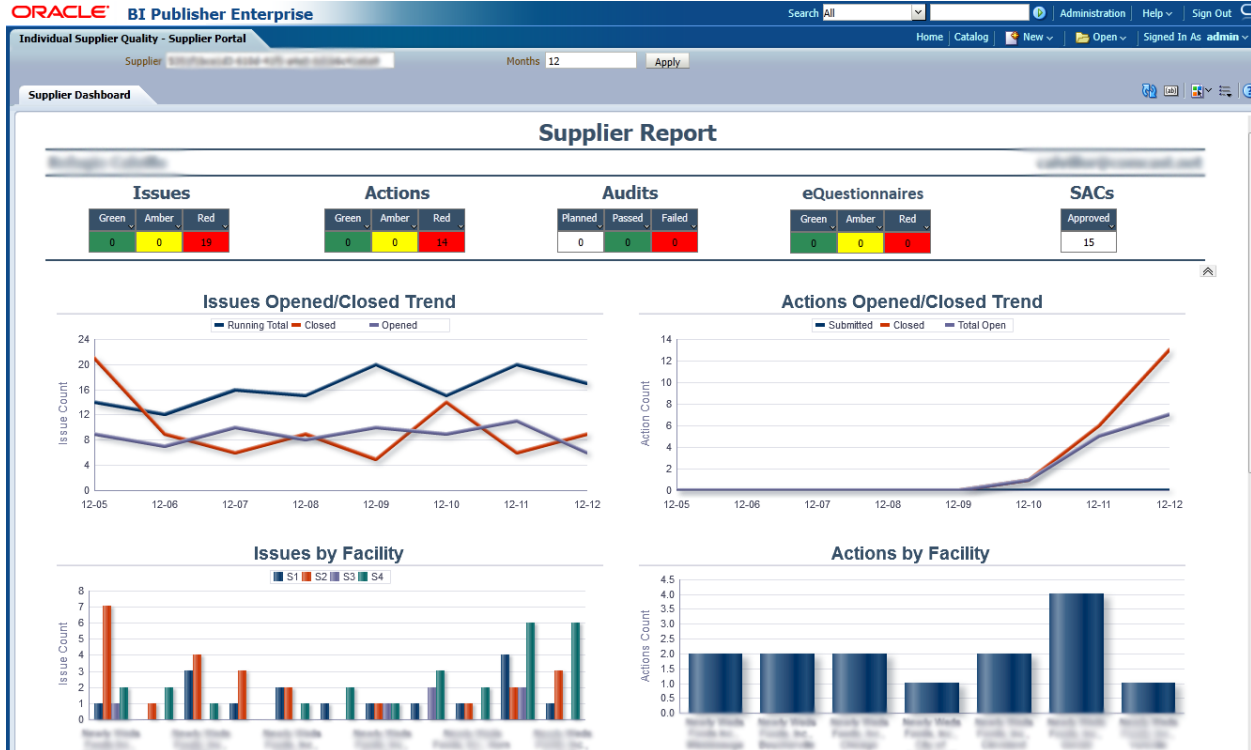 ORACLE BI Publisher Enterprise Search All Administration Help Sign Out
Individual Supplier Quality - Supplier Portal Home Catalog New Open Signed In As admin
Supplier Months 12 Apply
Supplier Dashboard
Supplier Report
Issues Actions Audits eQuestionnaires SACs
Green Amber Red Green Amber Red Planned Passed Failed Green Amber Red Approved
0 0 19 0 0 14 0 0 0 0 0 0 15
Issues Opened/Closed Trend
Running Total Closed Opened
Issue Count
24
20
16
12
8
4
0
12-05 12-06 12-07 12-08 12-09 12-10 12-11 12-12
Actions Opened/Closed Trend
Submitted Closed Total Open
Action Count
14
12
10
8
6
4
2
0
12-05 12-06 12-07 12-08 12-09 12-10 12-11 12-12
Issues by Facility
S1 S2 S3 S4
Issue Count
8
7
6
5
4
3
2
1
0
Actions by Facility
Actions Count
4.5
4.0
3.5
3.0
2.5
2.0
1.5
1.0
0.5
0.0